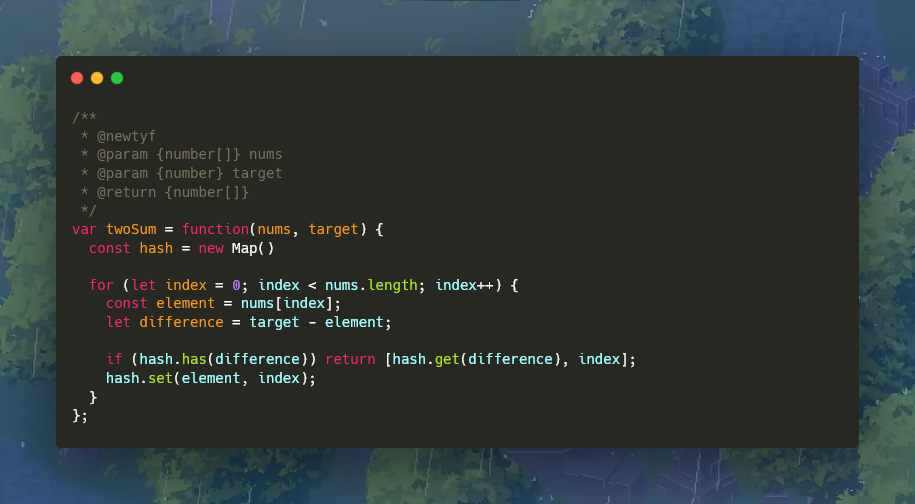 /**
 * @newtyf
 * @param {number[]} nums
 * @param {number} target
 * @return {number[]}
 */
var twoSum = function(nums, target) {
  const hash = new Map()
  for (let index = 0; index < nums.length; index++) {
    const element = nums[index];
    let difference = target - element;
    if (hash.has(difference)) return [hash.get(difference), index];
    hash.set(element, index);
  }
};